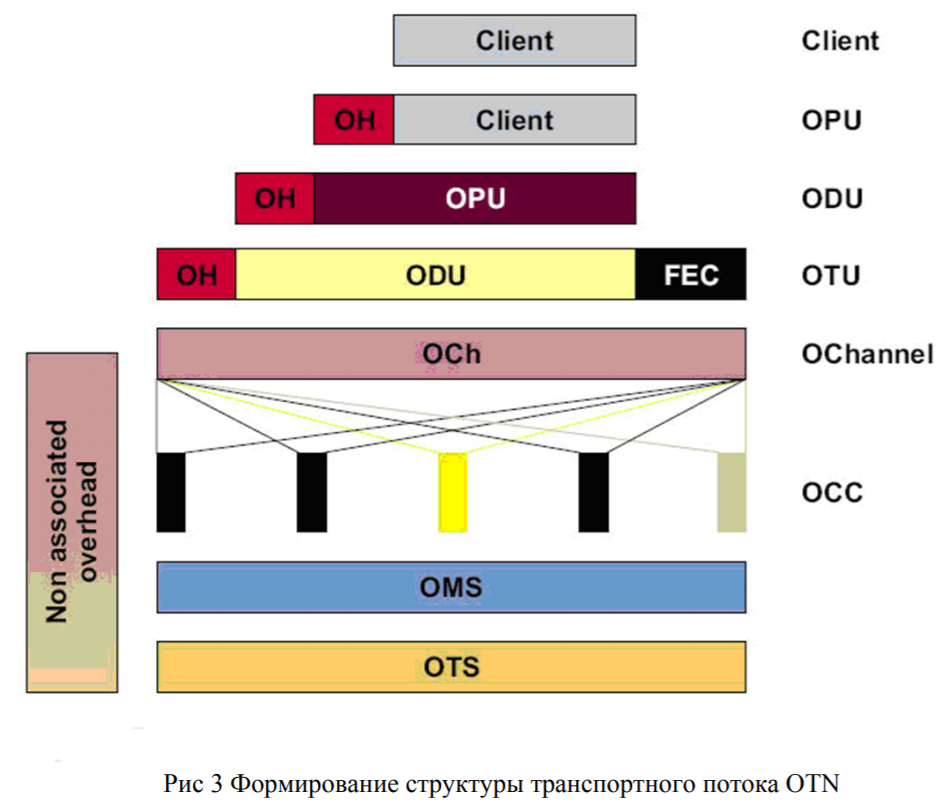 Client Client
OH Client OPU
OH OPU ODU
OH ODU FEC OTU
OCh OChannel
Non associated
overhead
OCC
OMS
OTS
Рис 3 Формирование структуры транспортного потока OTN